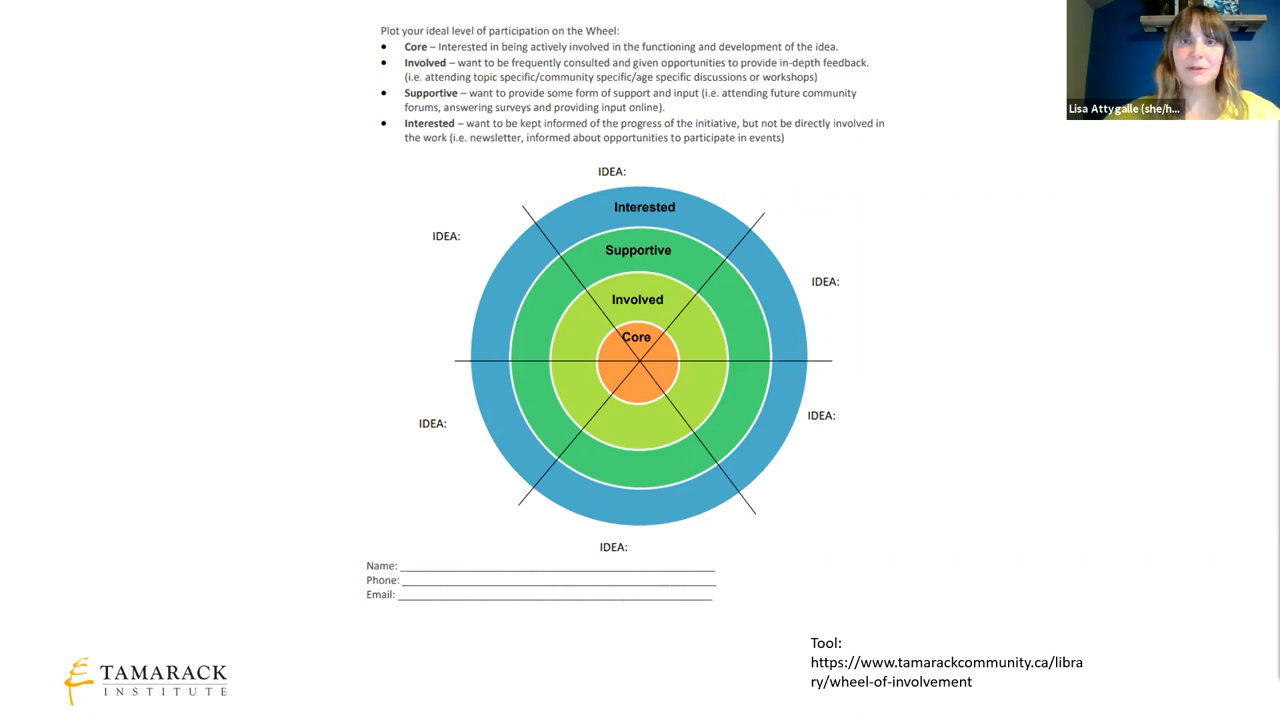 Plot your ideal level of participation on the Wheel:
• Core – Interested in being actively involved in the functioning and development of the idea.
• Involved – want to be frequently consulted and given opportunities to provide in-depth feedback.
(i.e. attending topic specific/community specific/age specific discussions or workshops)
• Supportive – want to provide some form of support and input (i.e. attending future community
forums, answering surveys and providing input online).
• Interested – want to be kept informed of the progress of the initiative, but not be directly involved in
the work (i.e. newsletter, informed about opportunities to participate in events)
Lisa Attygalle (she/h...
IDEA:
Interested
IDEA:
Supportive
IDEA:
Involved
Core
IDEA:
IDEA:
IDEA:
Name:
Phone:
Email:
Tool:
https://www.tamarackcommunity.ca/libra
ry/wheel-of-involvement
TAMARACK
INSTITUTE